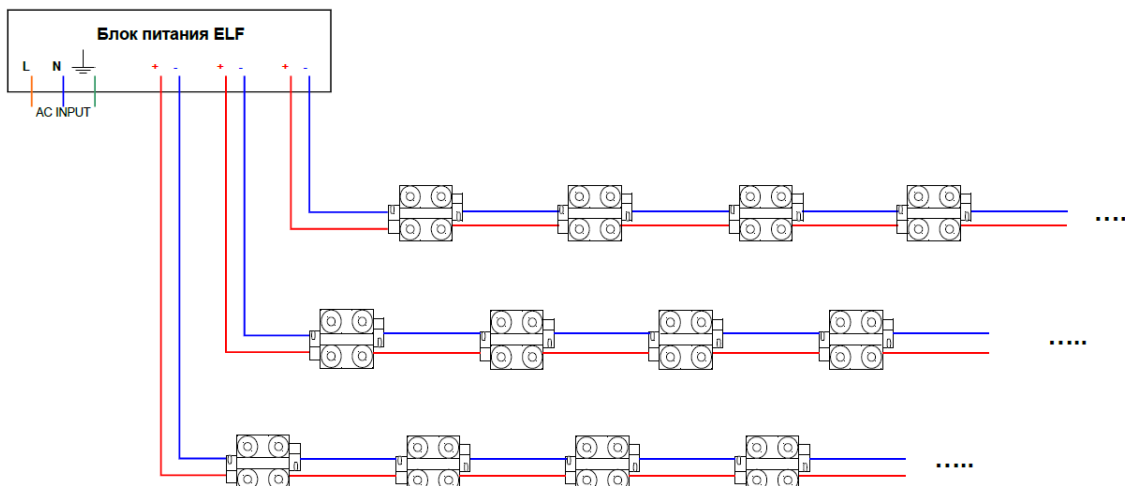 Блок питания ELF
L N + - + - + -
AC INPUT
.....
.....
.....